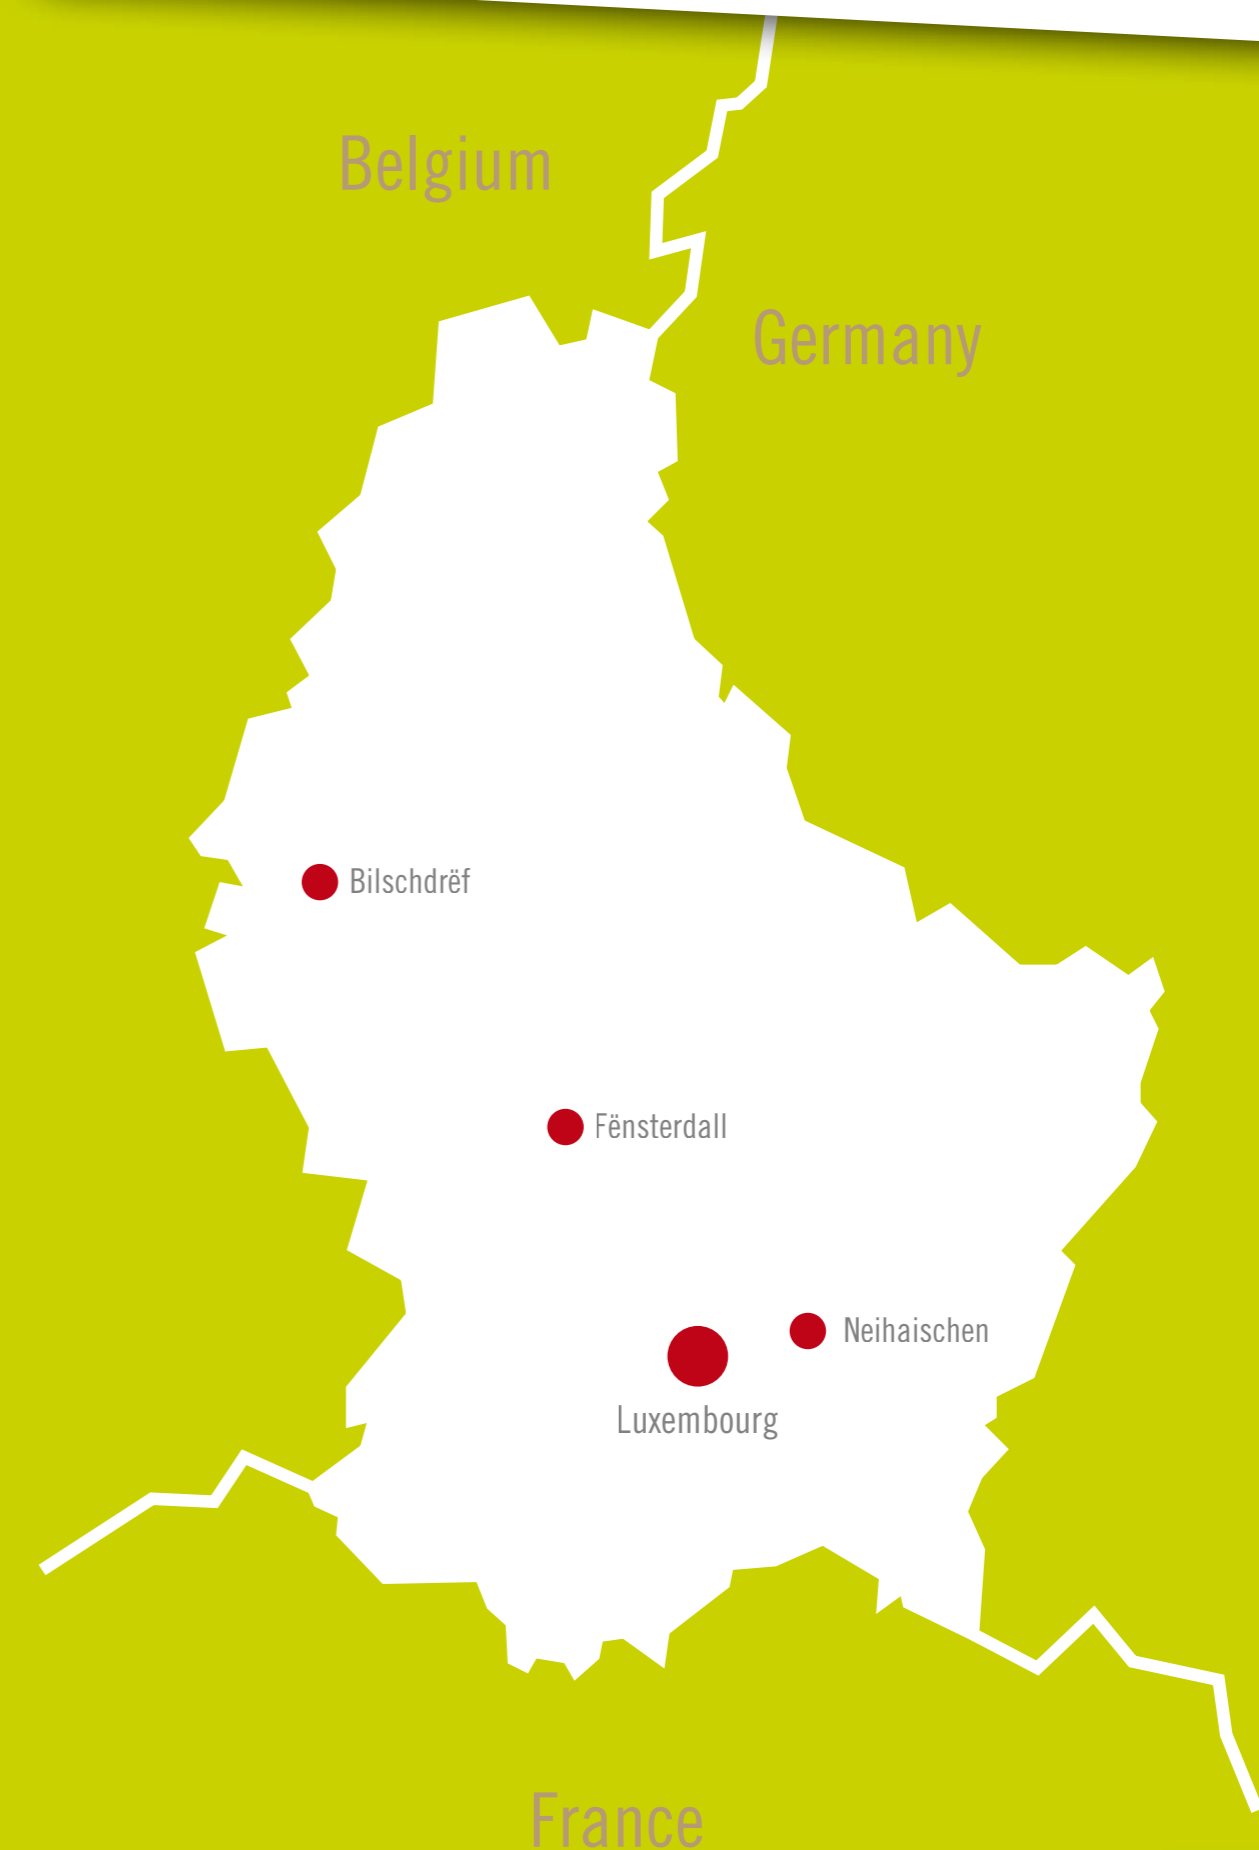 Belgium
Germany
Bilschdrëf
Fënsterdall
Neihaischen
Luxembourg
France